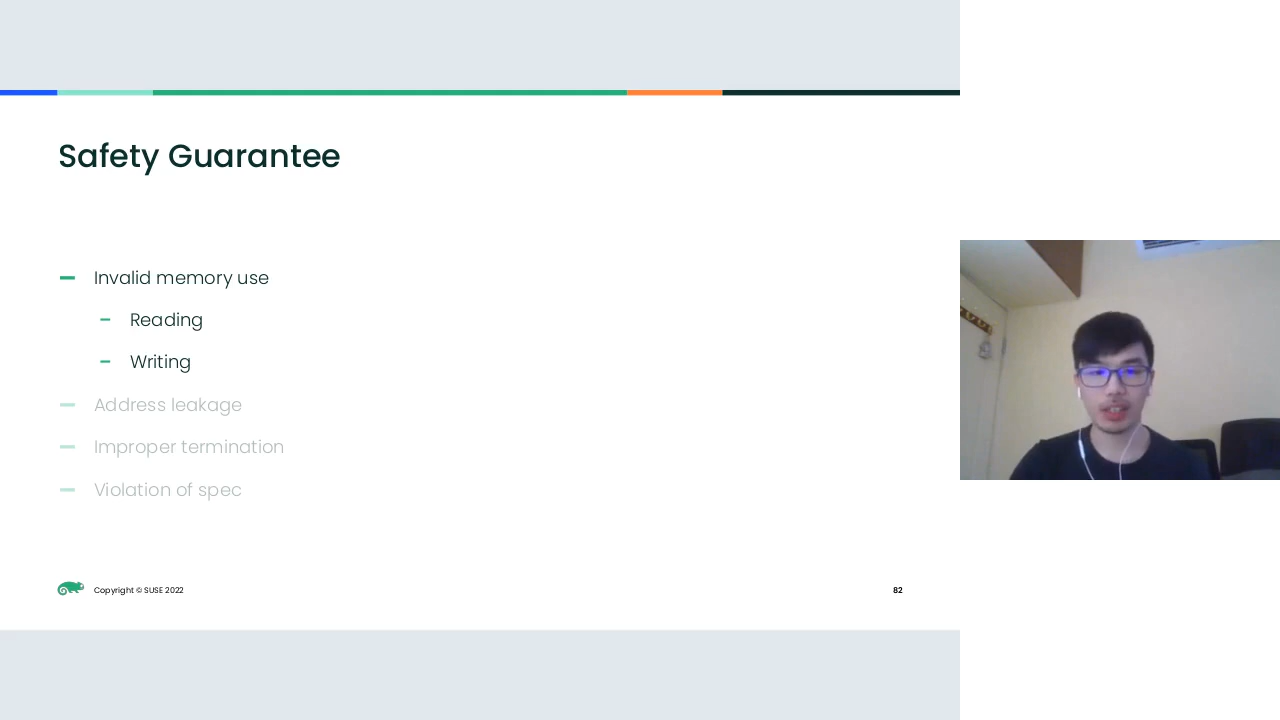 Safety Guarantee
Invalid memory use
Reading
Writing
Address leakage
Improper termination
Violation of spec
Copyright © SUSE 2022
82